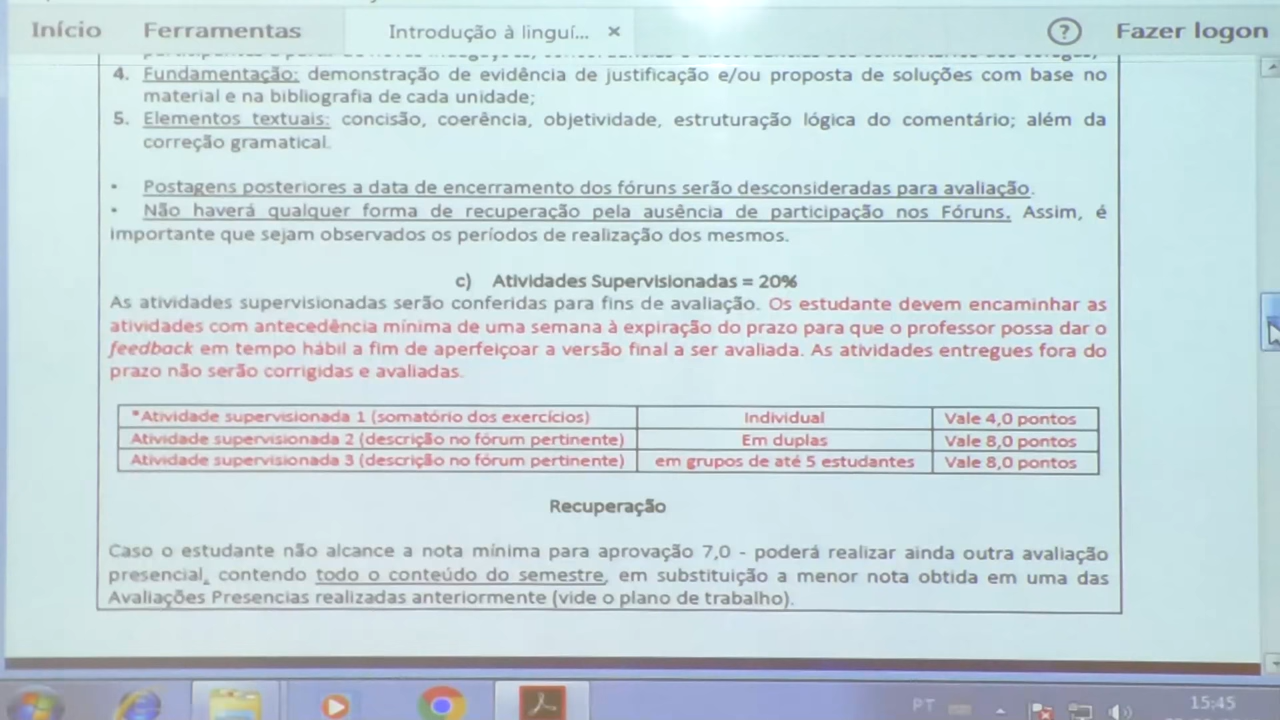 Início Ferramentas Introdução à linguí... × ? Fazer logon
4. Fundamentação: demonstração de evidência de justificação e/ou proposta de soluções com base no
material e na bibliografia de cada unidade;
5. Elementos textuais: concisão, coerência, objetividade, estruturação lógica do comentário; além da
correção gramatical.
• Postagens posteriores a data de encerramento dos fóruns serão desconsideradas para avaliação.
• Não haverá qualquer forma de recuperação pela ausência de participação nos Fóruns. Assim, é
importante que sejam observados os períodos de realização dos mesmos.
c) Atividades Supervisionadas = 20%
As atividades supervisionadas serão conferidas para fins de avaliação. Os estudante devem encaminhar as
atividades com antecedência mínima de uma semana à expiração do prazo para que o professor possa dar o
feedback em tempo hábil a fim de aperfeiçoar a versão final a ser avaliada. As atividades entregues fora do
prazo não serão corrigidas e avaliadas.
*Atividade supervisionada 1 (somatório dos exercícios) Individual Vale 4,0 pontos
Atividade supervisionada 2 (descrição no fórum pertinente) Em duplas Vale 8,0 pontos
Atividade supervisionada 3 (descrição no fórum pertinente) em grupos de até 5 estudantes Vale 8,0 pontos
Recuperação
Caso o estudante não alcance a nota mínima para aprovação 7,0 - poderá realizar ainda outra avaliação
presencial, contendo todo o conteúdo do semestre, em substituição a menor nota obtida em uma das
Avaliações Presencias realizadas anteriormente (vide o plano de trabalho).
PT 15:45